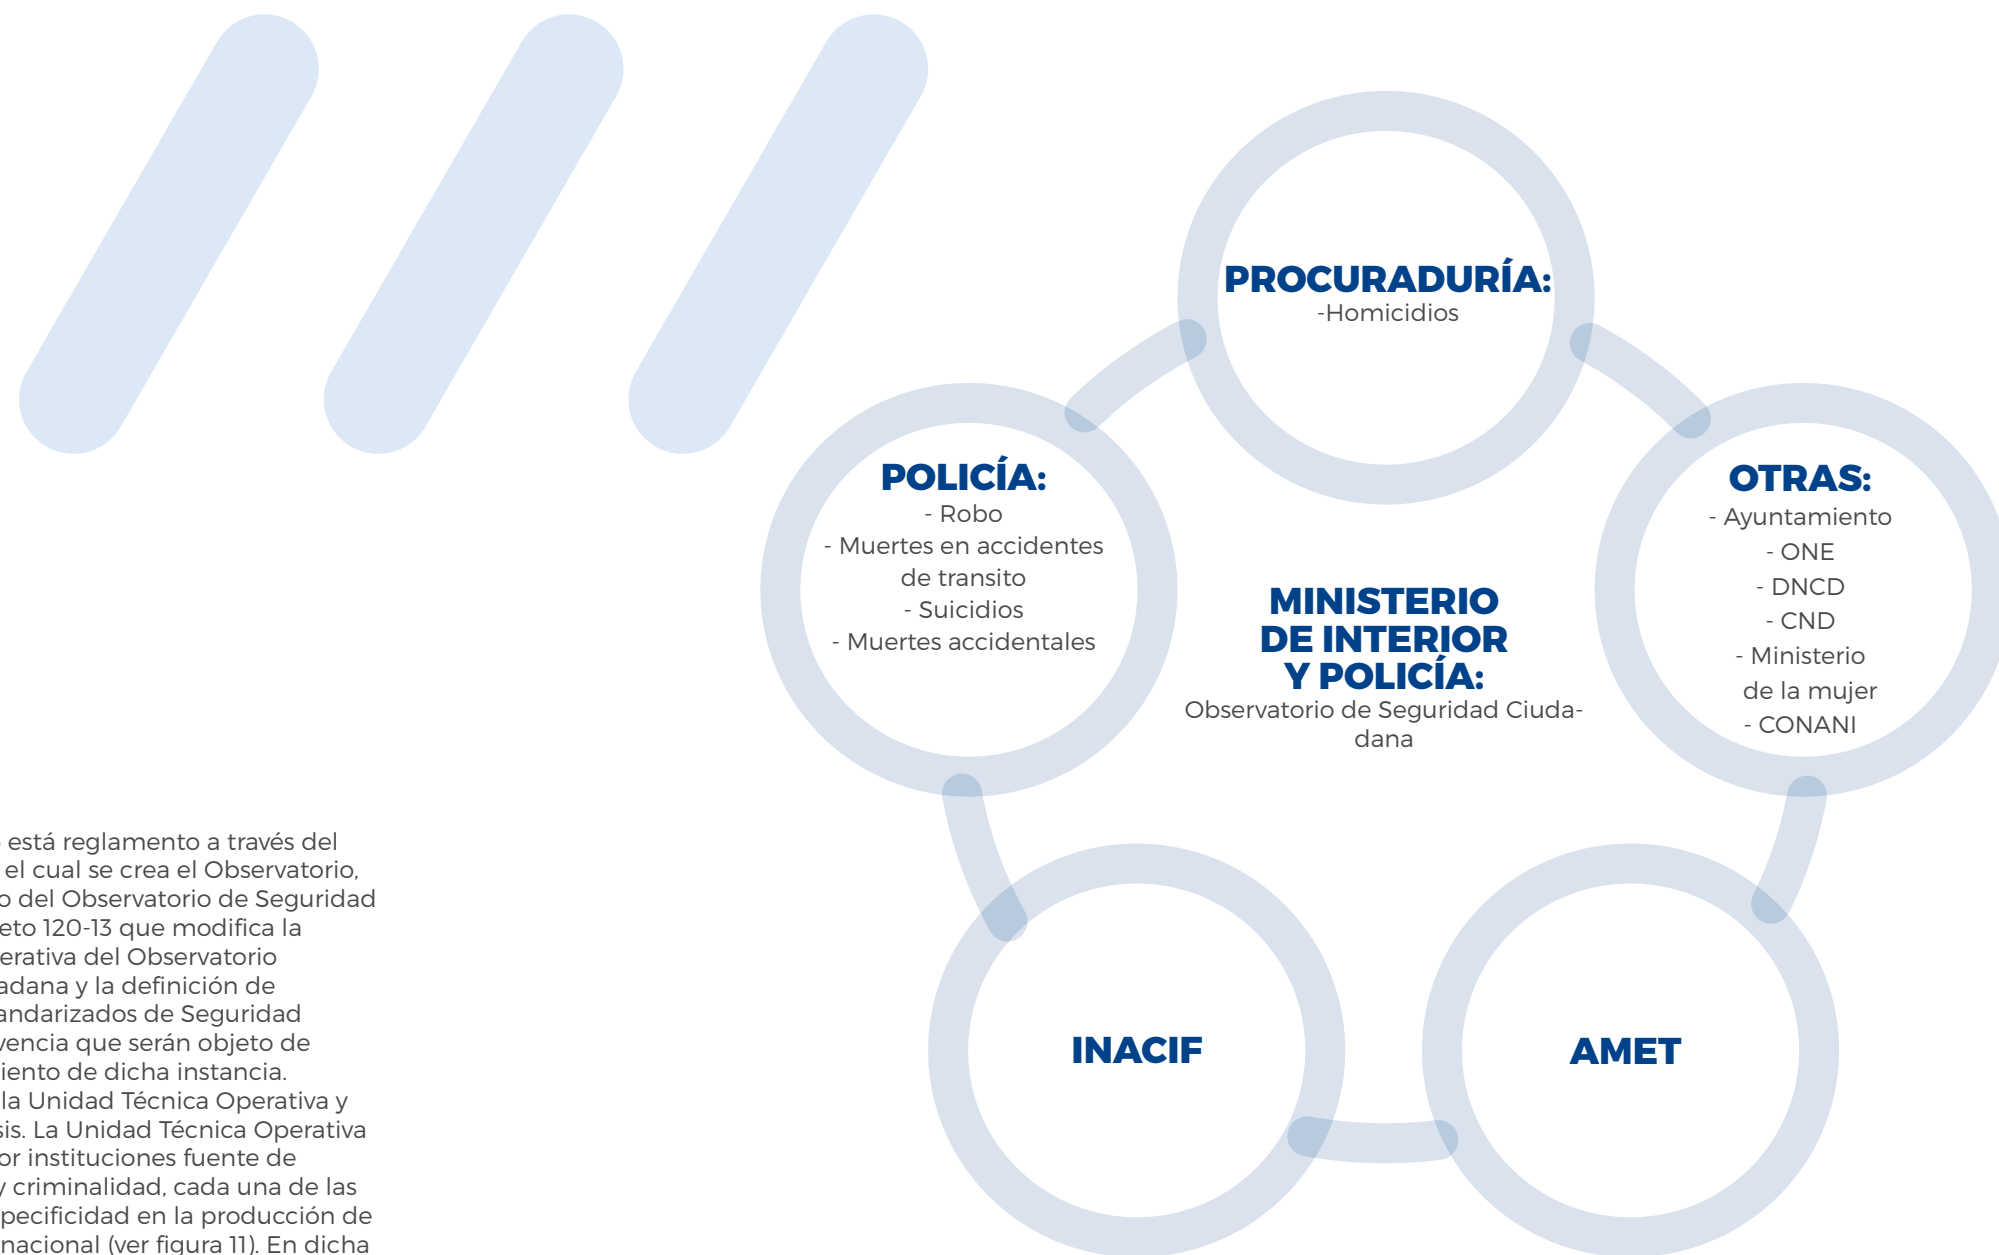 PROCURADURÍA:
-Homicidios
POLICÍA:
- Robo
- Muertes en accidentes
de transito
- Suicidios
- Muertes accidentales
OTRAS:
- Ayuntamiento
- ONE
- DNCD
- CND
- Ministerio
de la mujer
- CONANI
MINISTERIO
DE INTERIOR
Y POLICÍA:
Observatorio de Seguridad Ciuda-
dana
INACIF
AMET
está reglamento a través del
el cual se crea el Observatorio,
del Observatorio de Seguridad
eto 120-13 que modifica la
erativa del Observatorio
adana y la definición de
andarizados de Seguridad
vencia que serán objeto de
iento de dicha instancia.
la Unidad Técnica Operativa y
sis. La Unidad Técnica Operativa
or instituciones fuente de
y criminalidad, cada una de las
pecificidad en la producción de
nacional (ver figura 11). En dicha